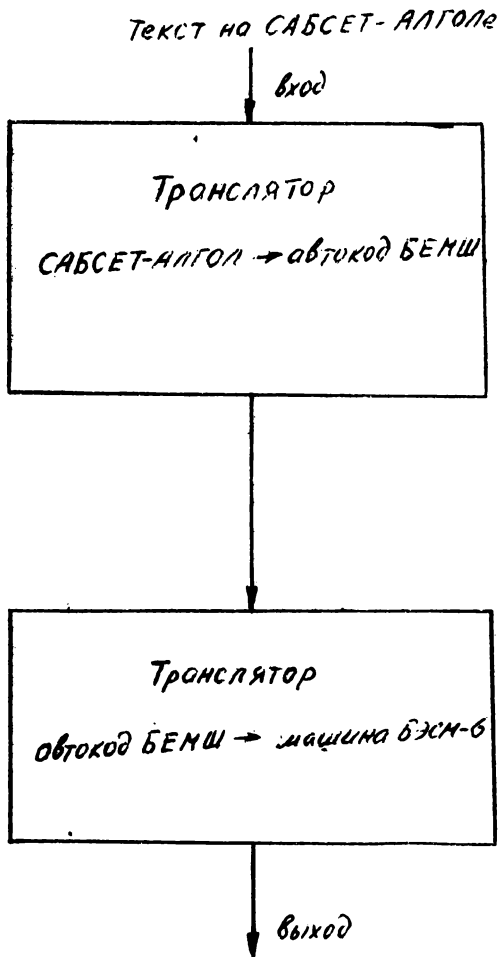 Текст на САБСЕТ-АЛГОЛе
вход
Транслятор
САБСЕТ-АЛГОЛ → автокод БЕМШ
Транслятор
автокод БЕМШ → машина БЭСМ-6
выход